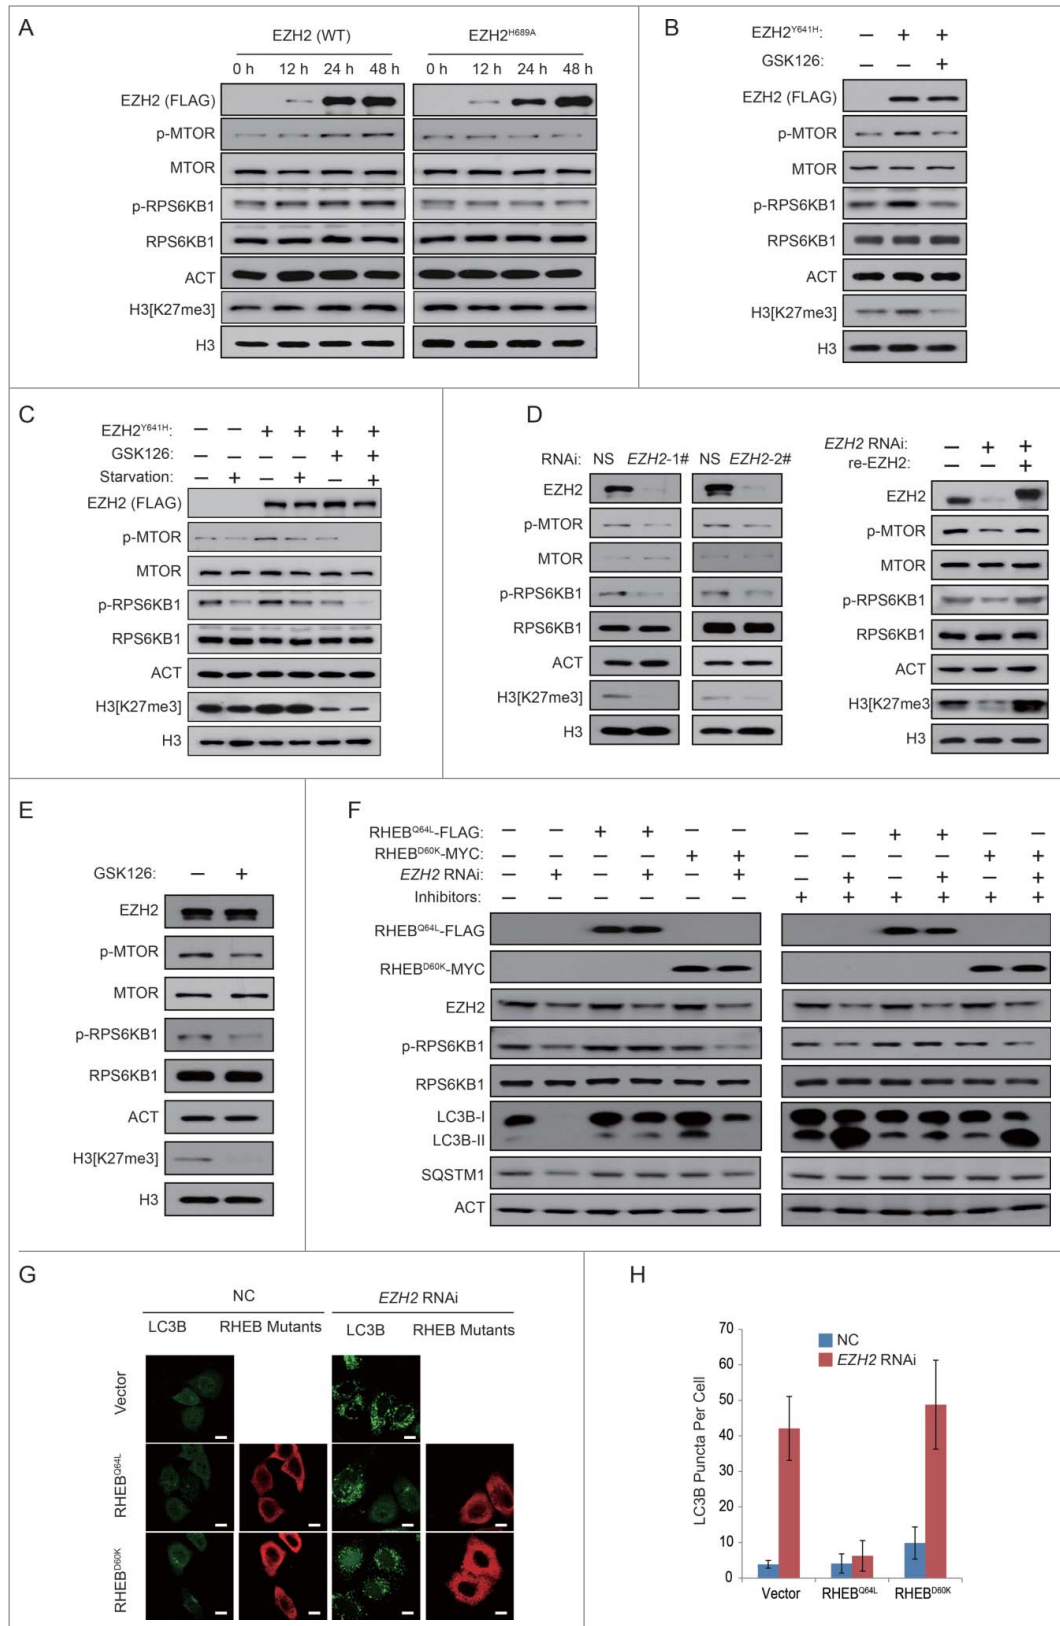 A
EZH2 (WT) EZH2H689A
0 h 12 h 24 h 48 h 0 h 12 h 24 h 48 h
EZH2 (FLAG)
p-MTOR
MTOR
p-RPS6KB1
RPS6KB1
ACT
H3[K27me3]
H3
B
EZH2Y641H: – + +
GSK126: – – +
EZH2 (FLAG)
p-MTOR
MTOR
p-RPS6KB1
RPS6KB1
ACT
H3[K27me3]
H3
C
EZH2Y641H: – – + + + +
GSK126: – – – – + +
Starvation: – + – + – +
EZH2 (FLAG)
p-MTOR
MTOR
p-RPS6KB1
RPS6KB1
ACT
H3[K27me3]
H3
D
RNAi: NS EZH2-1# NS EZH2-2#
EZH2
p-MTOR
MTOR
p-RPS6KB1
RPS6KB1
ACT
H3[K27me3]
H3
EZH2 RNAi: – + +
re-EZH2: – – +
EZH2
p-MTOR
MTOR
p-RPS6KB1
RPS6KB1
ACT
H3[K27me3
H3
E
GSK126: – +
EZH2
p-MTOR
MTOR
p-RPS6KB1
RPS6KB1
ACT
H3[K27me3]
H3
F
RHEBQ64L-FLAG: – – + + – – – – + + – –
RHEBD60K-MYC: – – – – + + – – – – + +
EZH2 RNAi: – + – + – + – + – + – +
Inhibitors: – – – – – – + + + + + +
RHEBQ64L-FLAG
RHEBD60K-MYC
EZH2
p-RPS6KB1
RPS6KB1
LC3B-I
LC3B-II
SQSTM1
ACT
G
NC EZH2 RNAi
LC3B RHEB Mutants LC3B RHEB Mutants
Vector
RHEBQ64L
RHEBD60K
H
NC
EZH2 RNAi
LC3B Puncta Per Cell
70
60
50
40
30
20
10
0
Vector RHEBQ64L RHEBD60K